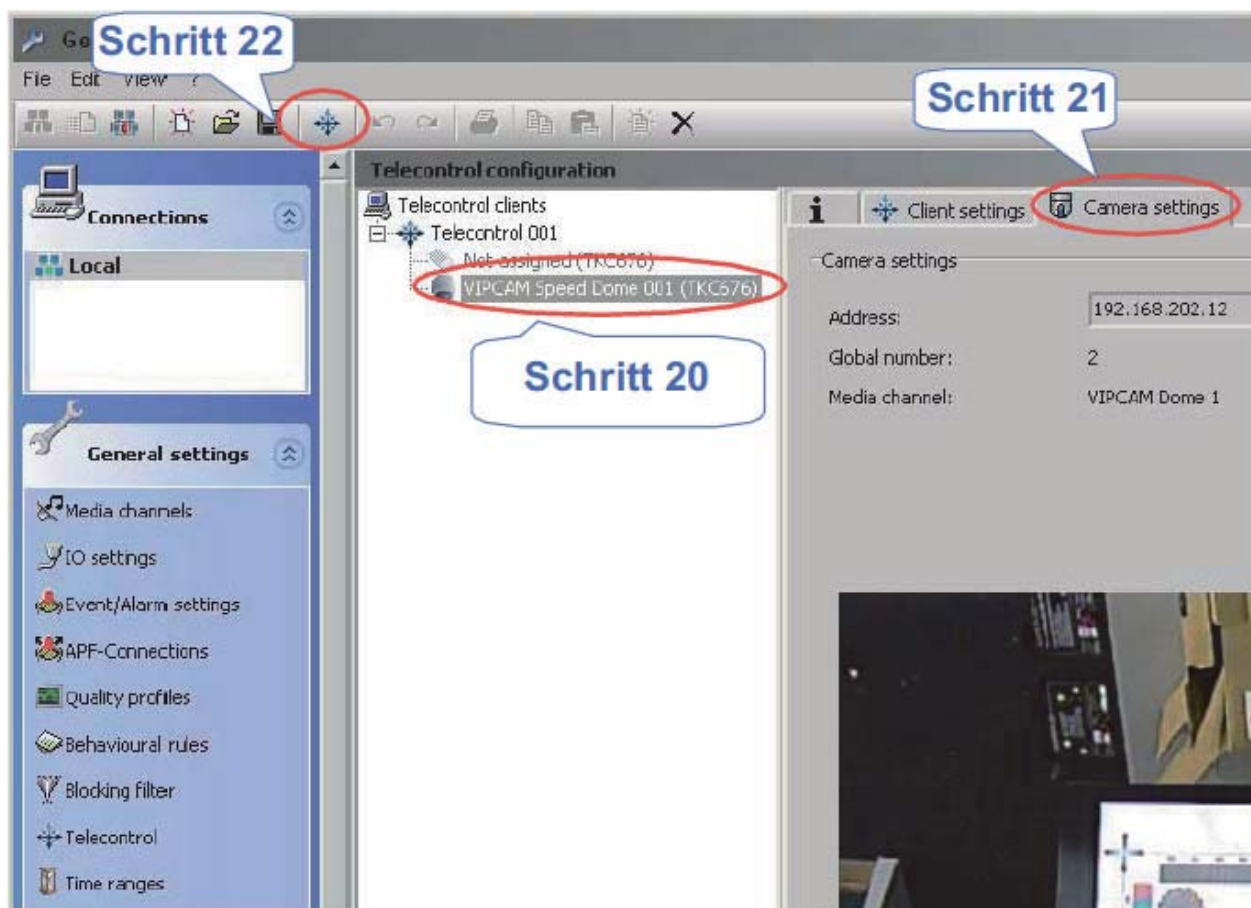 Schritt 22
Go
File Edit View ?
Schritt 21
Telecontrol configuration
Connections
Local
Telecontrol clients
Telecontrol 001
Not assigned (TKC676)
VIPCAM Speed Dome 001 (TKC676)
Schritt 20
Client settings
Camera settings
Camera settings
Address: 192.168.202.12
Global number: 2
Media channel: VIPCAM Dome 1
General settings
Media channels
IO settings
Event/Alarm settings
APF-Connections
Quality profiles
Behavioural rules
Blocking filter
Telecontrol
Time ranges